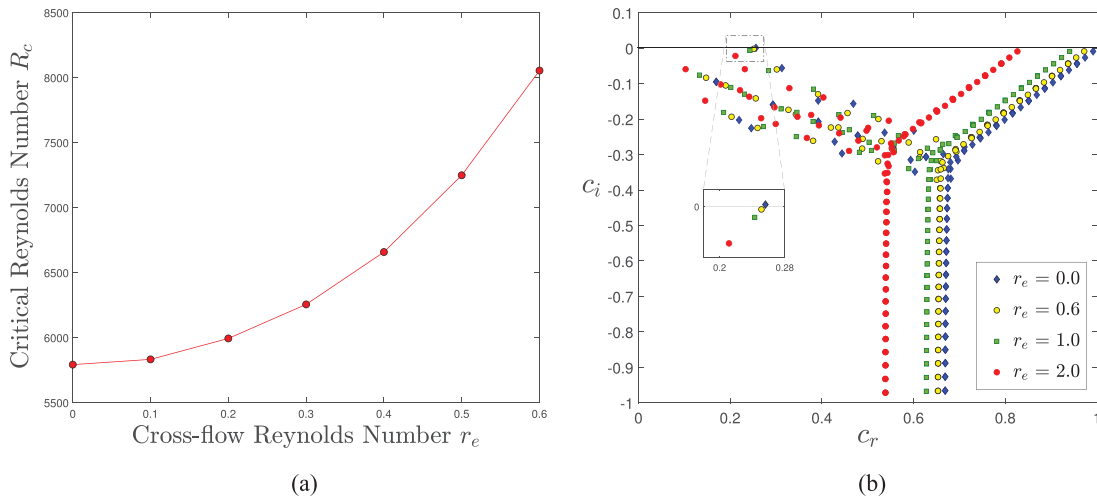 8500
8000
7500
7000
6500
6000
5500
Critical Reynolds Number R_c
0 0.1 0.2 0.3 0.4 0.5 0.6
Cross-flow Reynolds Number r_e
(a)
0.1
0
-0.1
-0.2
-0.3
-0.4
-0.5
-0.6
-0.7
-0.8
-0.9
-1
c_i
0
0.2 0.28
r_e = 0.0
r_e = 0.6
r_e = 1.0
r_e = 2.0
0 0.2 0.4 0.6 0.8 1
c_r
(b)